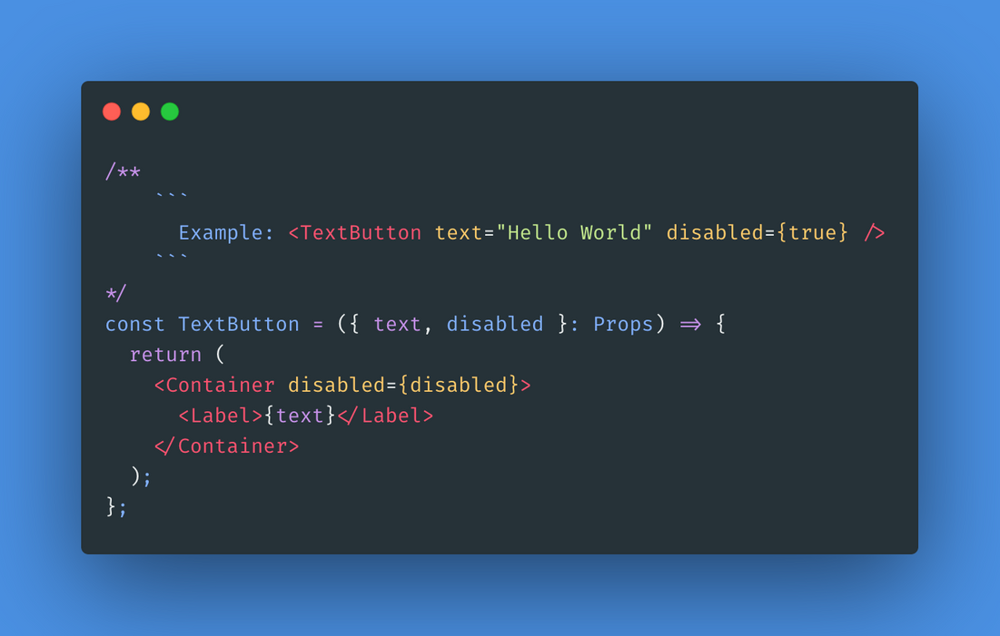 /**
    ```
      Example: <TextButton text="Hello World" disabled={true} />
    ```
*/
const TextButton = ({ text, disabled }: Props) => {
  return (
    <Container disabled={disabled}>
      <Label>{text}</Label>
    </Container>
  );
};